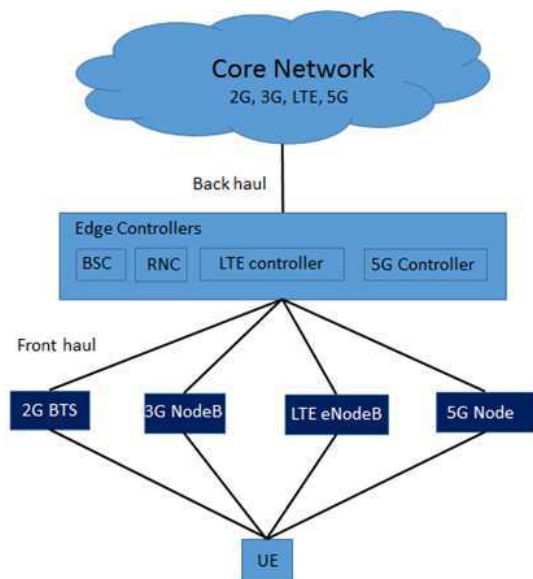 Core Network
2G, 3G, LTE, 5G
Back haul
Edge Controllers
BSC
RNC
LTE controller
5G Controller
Front haul
2G BTS
3G NodeB
LTE eNodeB
5G Node
UE